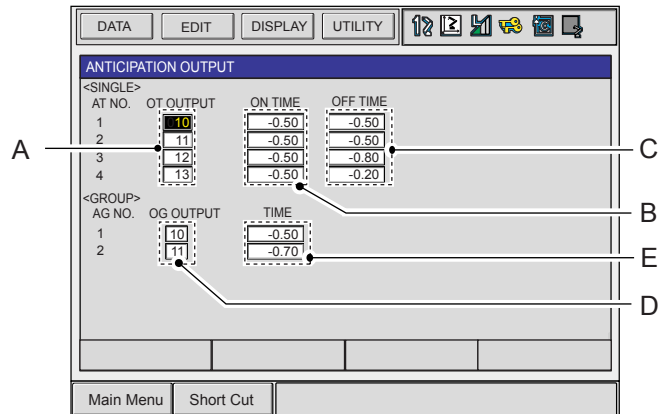 DATA EDIT DISPLAY UTILITY
ANTICIPATION OUTPUT
<SINGLE>
AT NO. OT OUTPUT ON TIME OFF TIME
1 010 -0.50 -0.50
2 11 -0.50 -0.50
3 12 -0.50 -0.80
4 13 -0.50 -0.20
<GROUP>
AG NO. OG OUTPUT TIME
1 10 -0.50
2 11 -0.70
A
C
B
E
D
Main Menu Short Cut